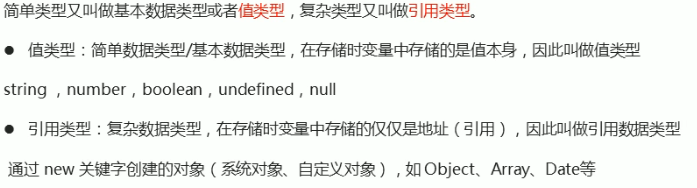 简单类型又叫做基本数据类型或者值类型，复杂类型又叫做引用类型。
● 值类型：简单数据类型/基本数据类型，在存储时变量中存储的是值本身，因此叫做值类型
string ，number，boolean，undefined，null
● 引用类型：复杂数据类型，在存储时变量中存储的仅仅是地址（引用），因此叫做引用数据类型
通过 new 关键字创建的对象（系统对象、自定义对象），如 Object、Array、Date等